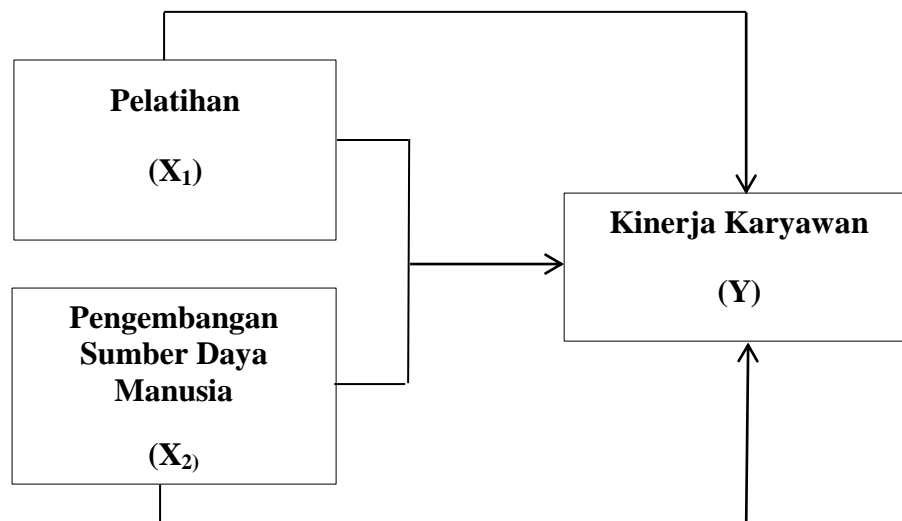 Pelatihan
(X₁)
Kinerja Karyawan
(Y)
Pengembangan
Sumber Daya
Manusia
(X₂)